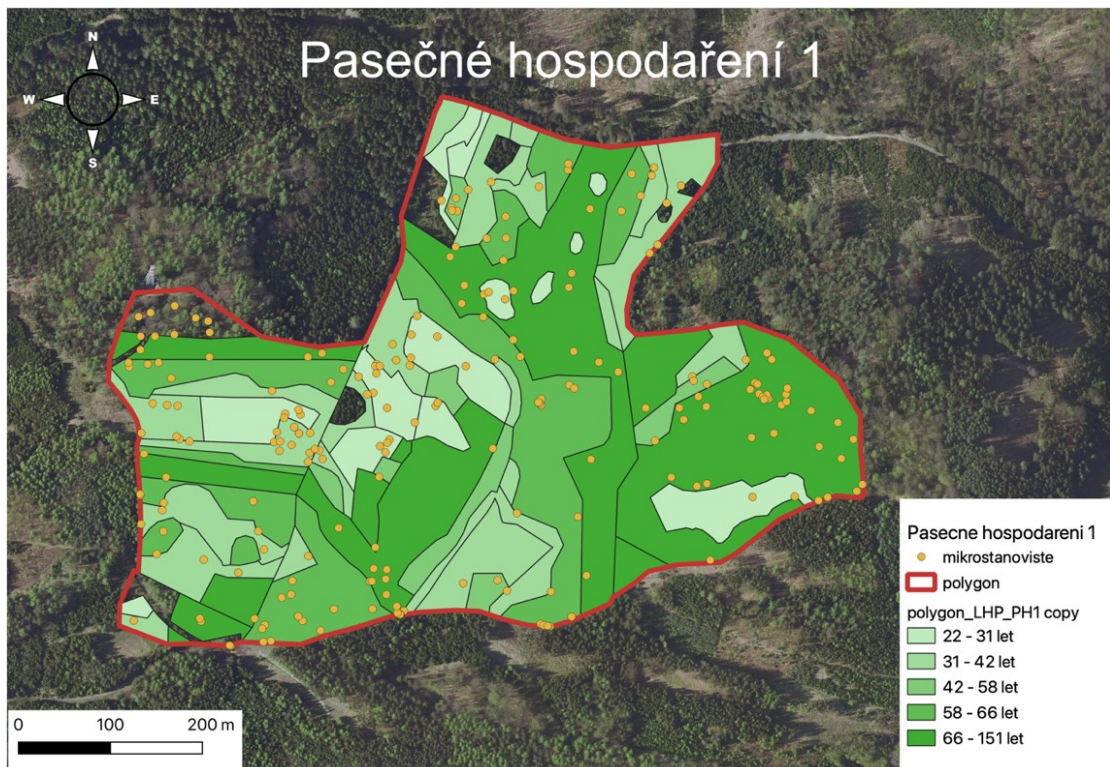 Pasečné hospodaření 1
N
W E
S
Pasecne hospodareni 1
mikrostanoviste
polygon
polygon_LHP_PH1 copy
22 - 31 let
31 - 42 let
42 - 58 let
58 - 66 let
66 - 151 let
0 100 200 m